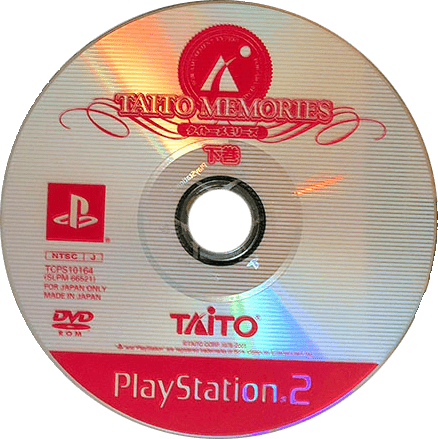 TAITO MEMORIES
タイトーメモリーズ
下巻
NTSC J
TCPS10164
(SLPM 66521)
FOR JAPAN ONLY
MADE IN JAPAN
DVD
ROM
TAITO
PlayStation 2